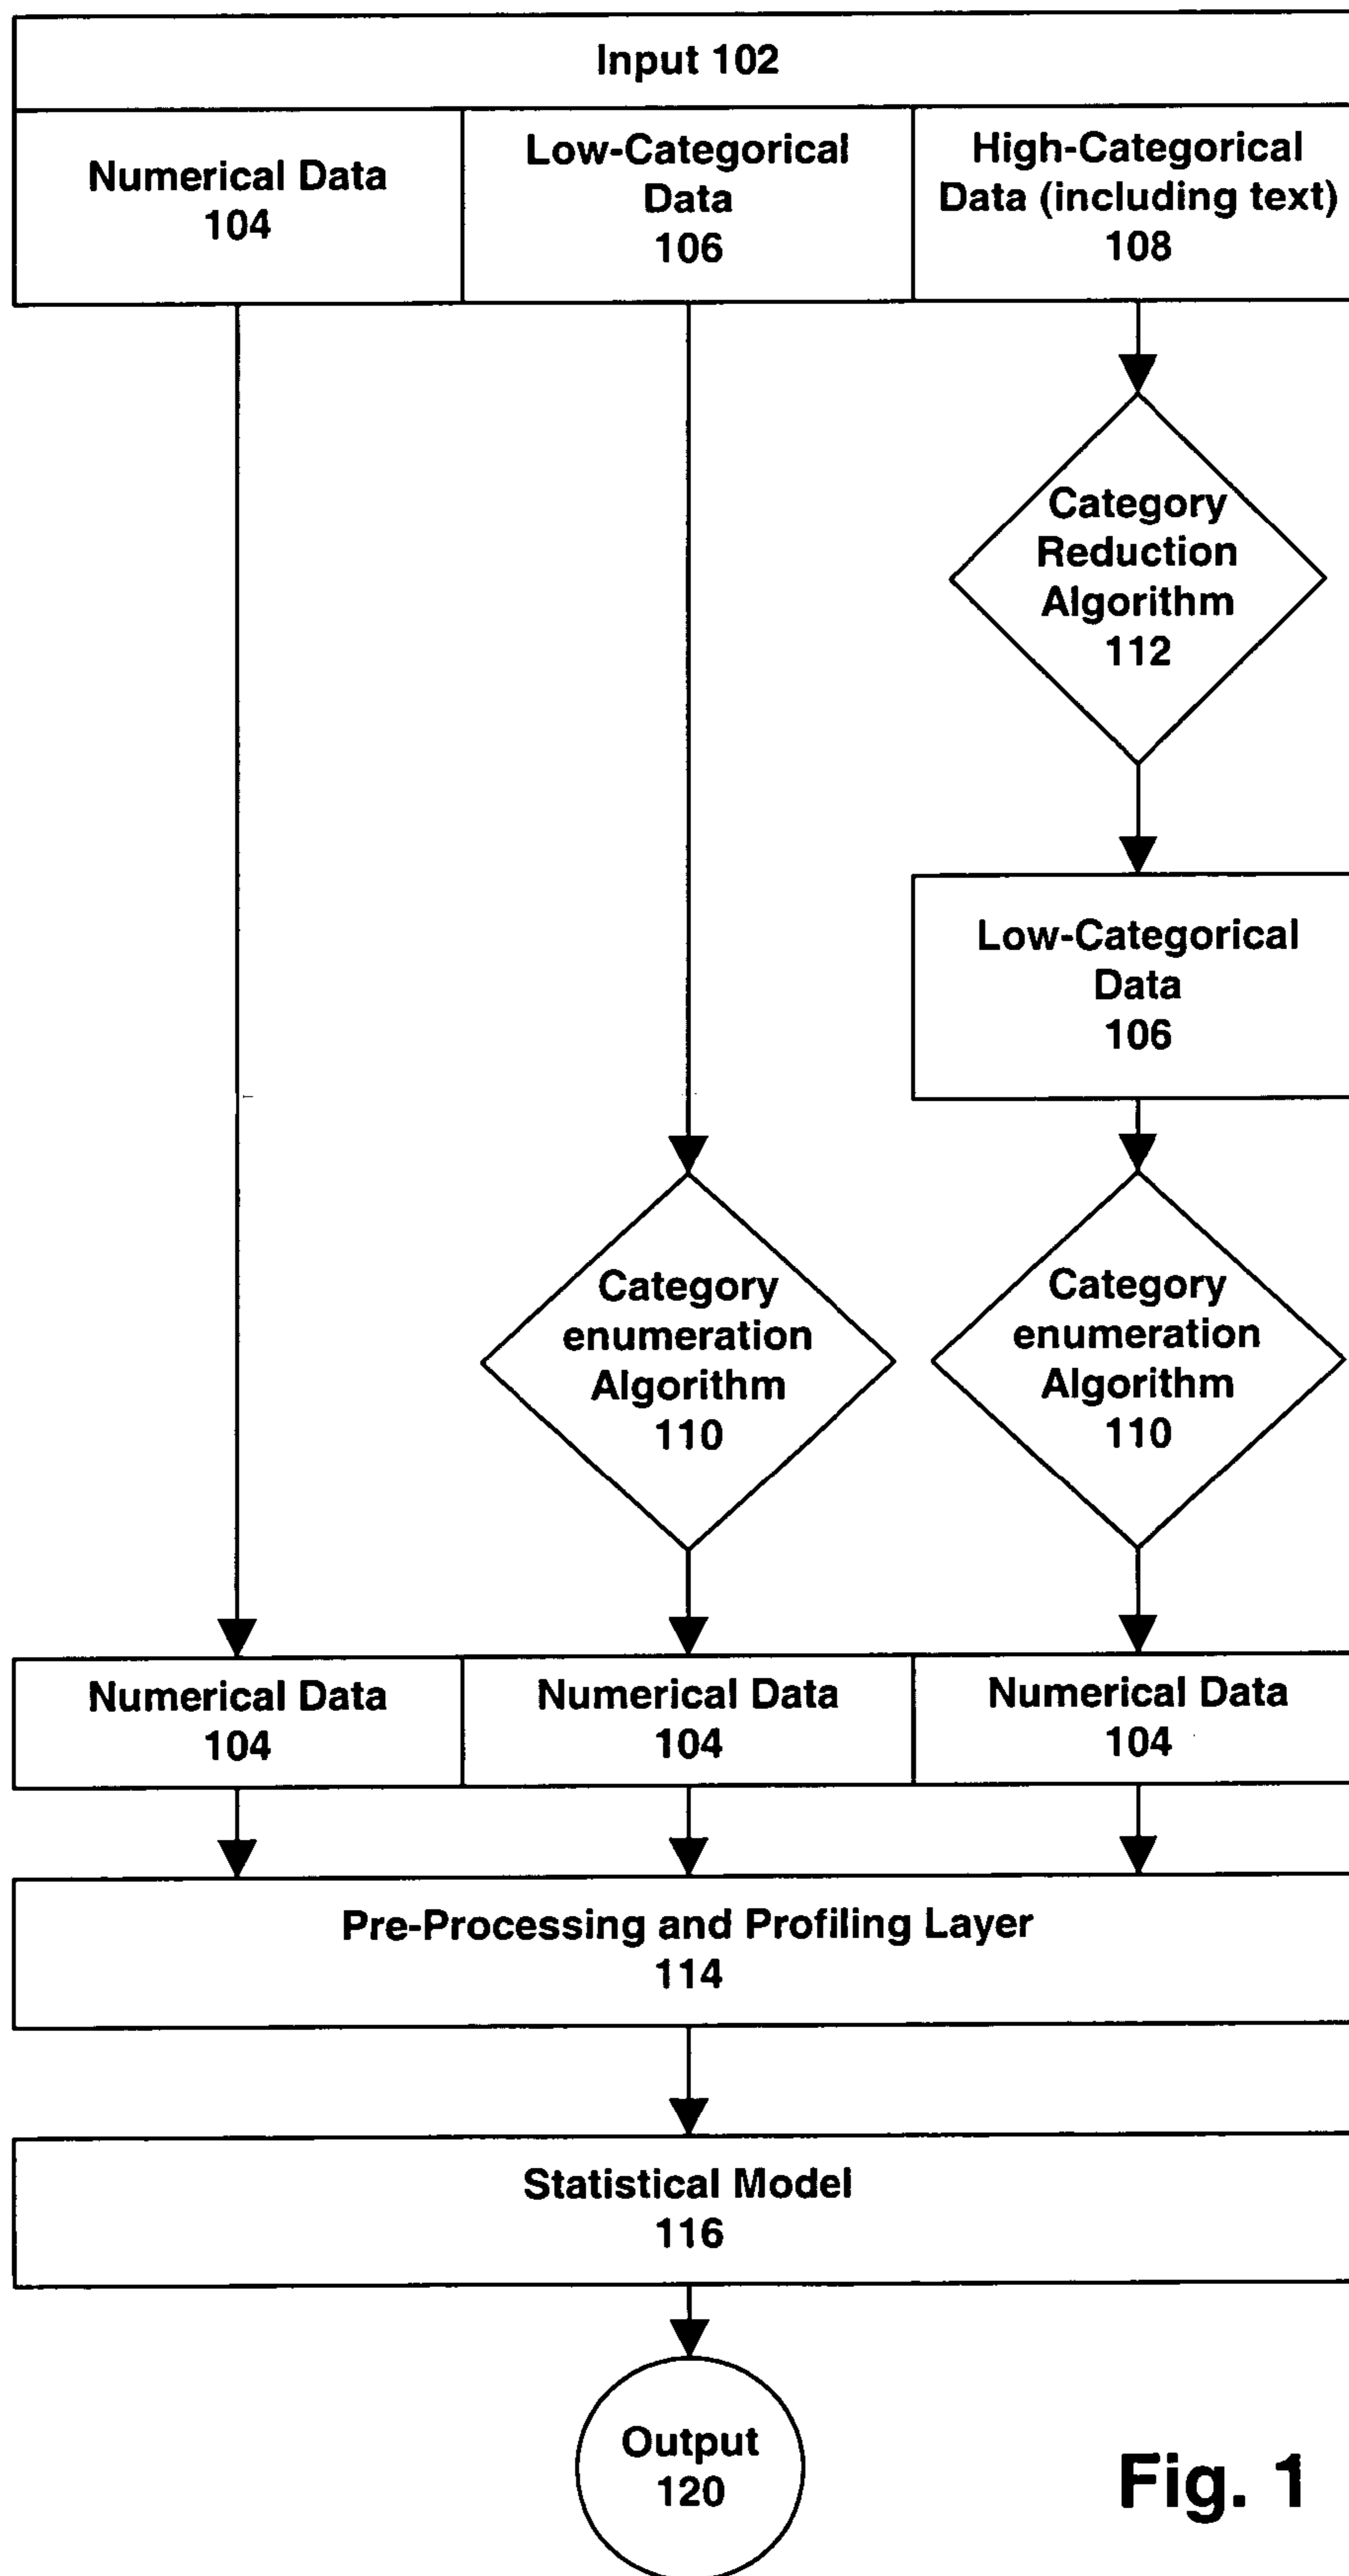 Input 102
Numerical Data
104
Low-Categorical
Data
106
High-Categorical
Data (including text)
108
Category
Reduction
Algorithm
112
Low-Categorical
Data
106
Category
enumeration
Algorithm
110
Category
enumeration
Algorithm
110
Numerical Data
104
Numerical Data
104
Numerical Data
104
Pre-Processing and Profiling Layer
114
Statistical Model
116
Output
120
Fig. 1